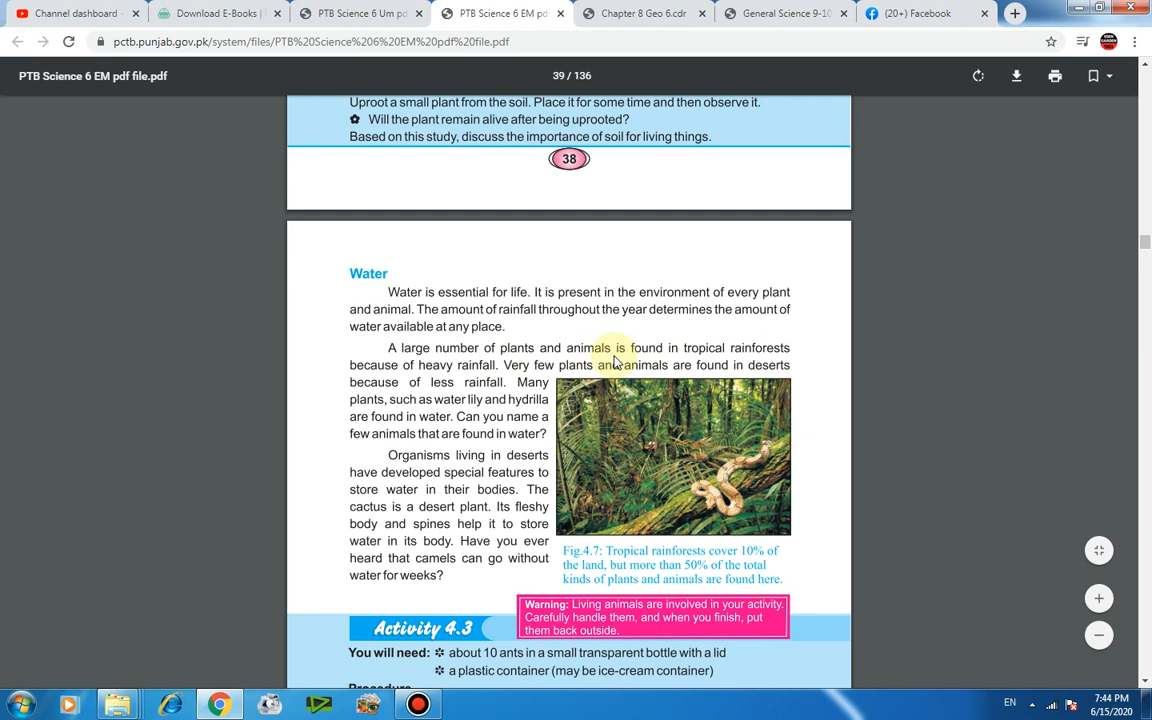 Channel dashboard -
Download E-Books |
PTB Science 6 Um pd
PTB Science 6 EM pd
Chapter 8 Geo 6.cdr
General Science 9-10
(20+) Facebook
pctb.punjab.gov.pk/system/files/PTB%20Science%206%20EM%20pdf%20file.pdf
PTB Science 6 EM pdf file.pdf
39 / 136
Uproot a small plant from the soil. Place it for some time and then observe it.
✿ Will the plant remain alive after being uprooted?
Based on this study, discuss the importance of soil for living things.
38
Water
Water is essential for life. It is present in the environment of every plant
and animal. The amount of rainfall throughout the year determines the amount of
water available at any place.
A large number of plants and animals is found in tropical rainforests
because of heavy rainfall. Very few plants and animals are found in deserts
because of less rainfall. Many
plants, such as water lily and hydrilla
are found in water. Can you name a
few animals that are found in water?
Organisms living in deserts
have developed special features to
store water in their bodies. The
cactus is a desert plant. Its fleshy
body and spines help it to store
water in its body. Have you ever
heard that camels can go without
water for weeks?
Fig.4.7: Tropical rainforests cover 10% of
the land, but more than 50% of the total
kinds of plants and animals are found here.
Warning: Living animals are involved in your activity.
Carefully handle them, and when you finish, put
them back outside.
Activity 4.3
You will need: ✲ about 10 ants in a small transparent bottle with a lid
✲ a plastic container (may be ice-cream container)
Procedure
EN
7:44 PM
6/15/2020